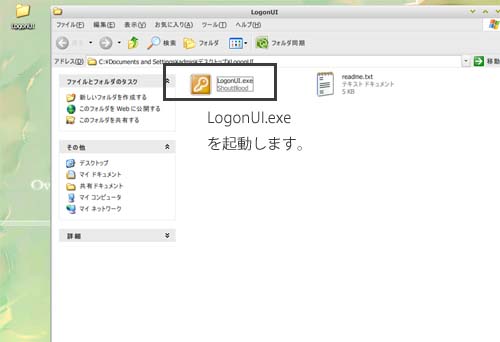 LogonUI
LogonUI
ファイル(F) 編集(E) 表示(V) お気に入り(A) ツール(T) ヘルプ(H)
戻る 検索 フォルダ フォルダ同期
アドレス(D) C:¥Documents and Settings¥admin¥デスクトップ¥LogonUI 移動
ファイルとフォルダのタスク
新しいフォルダを作成する
このフォルダを Web に公開する
このフォルダを共有する
LogonUI.exe
ShoutBlood
readme.txt
テキスト ドキュメント
5 KB
LogonUI.exe
を起動します。
その他
デスクトップ
マイ ドキュメント
共有ドキュメント
マイ コンピュータ
マイ ネットワーク
詳細